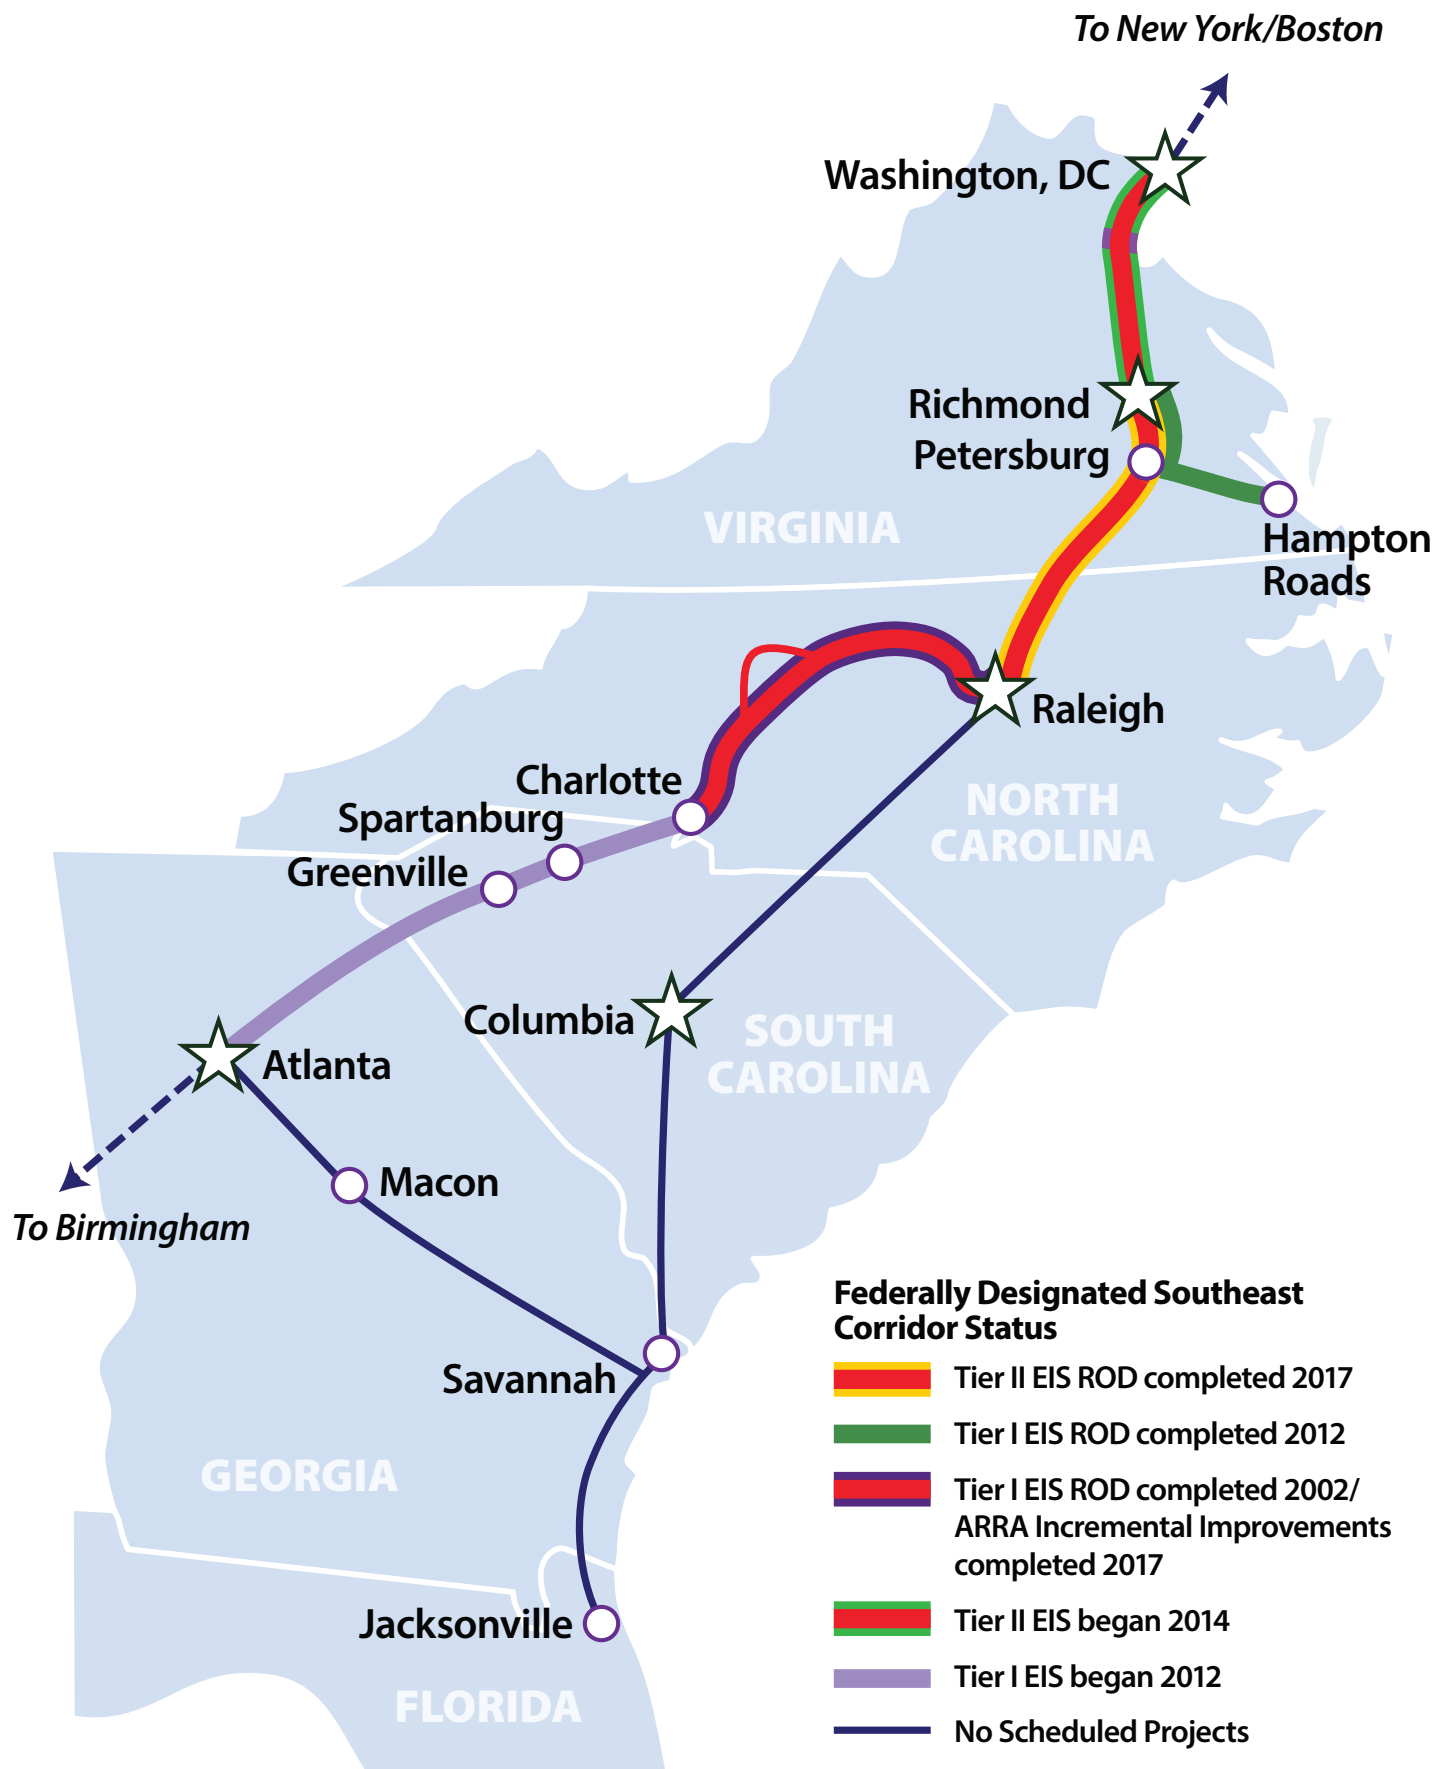 To New York/Boston
Washington, DC
Richmond
Petersburg
VIRGINIA
Hampton
Roads
Raleigh
Charlotte
Spartanburg
Greenville
NORTH
CAROLINA
Columbia
SOUTH
CAROLINA
Atlanta
Macon
To Birmingham
Savannah
GEORGIA
Jacksonville
FLORIDA
Federally Designated Southeast
Corridor Status
Tier II EIS ROD completed 2017
Tier I EIS ROD completed 2012
Tier I EIS ROD completed 2002/
ARRA Incremental Improvements
completed 2017
Tier II EIS began 2014
Tier I EIS began 2012
No Scheduled Projects